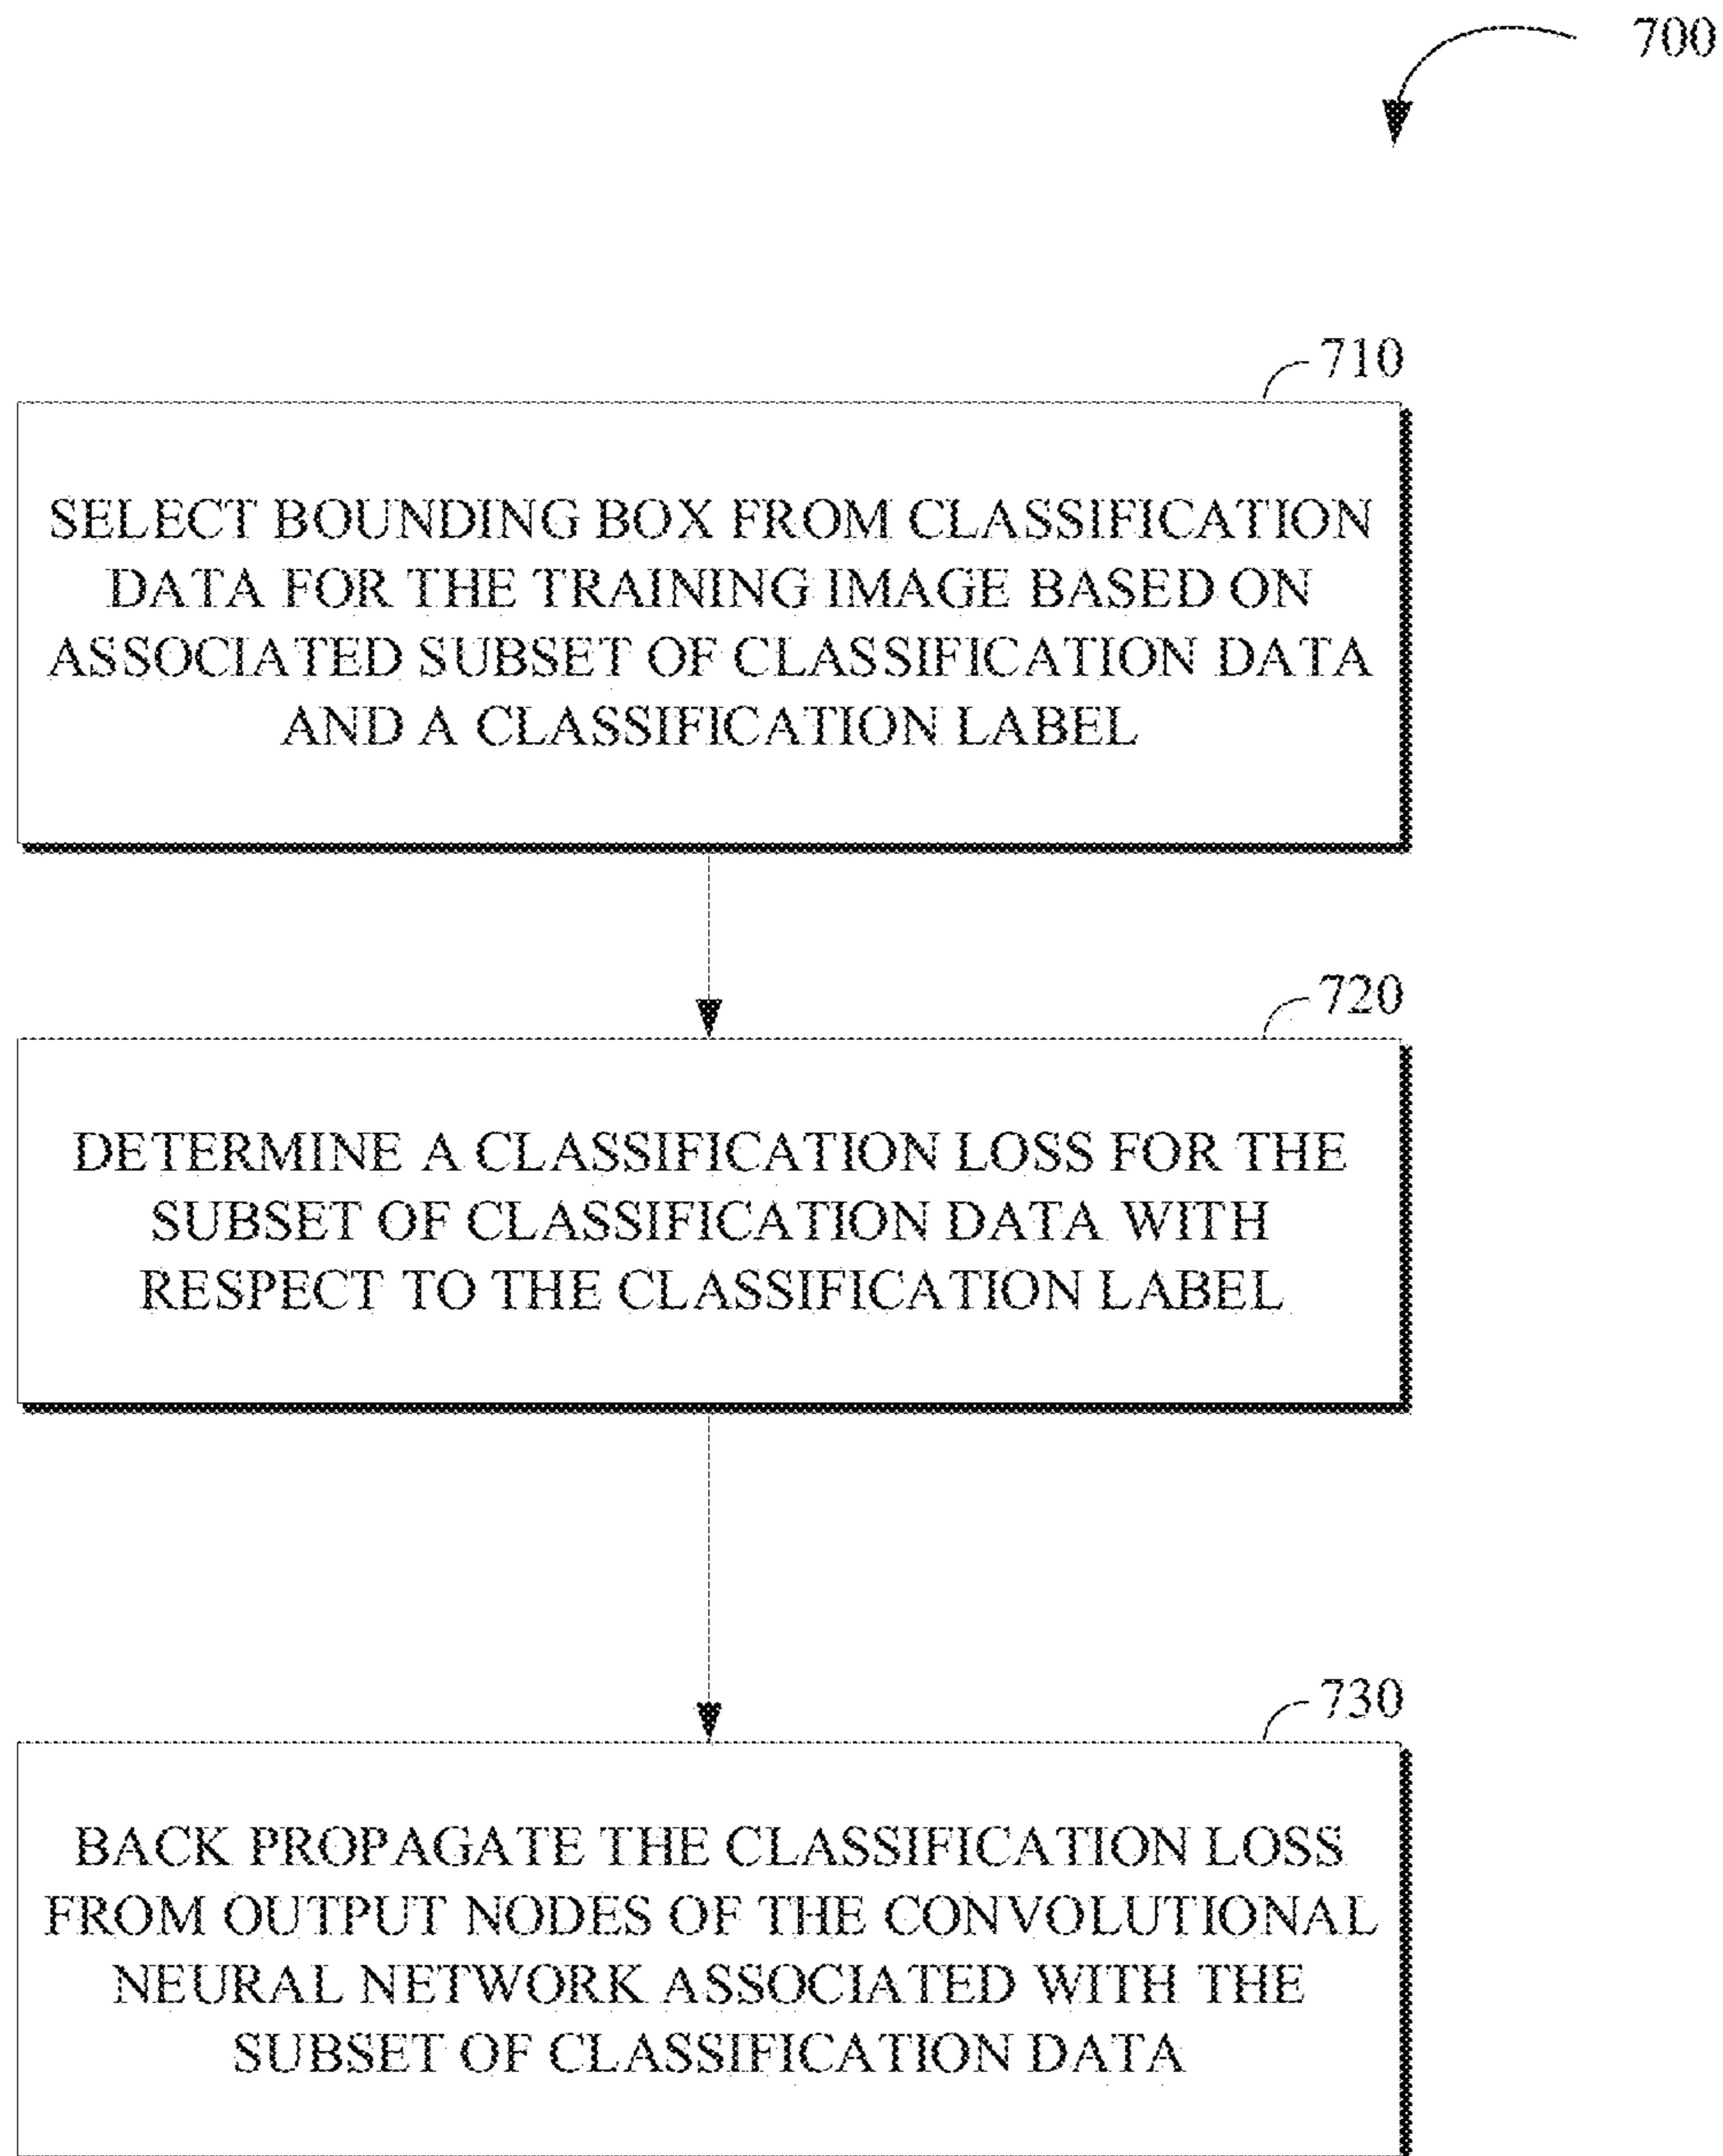 700
710
SELECT BOUNDING BOX FROM CLASSIFICATION
DATA FOR THE TRAINING IMAGE BASED ON
ASSOCIATED SUBSET OF CLASSIFICATION DATA
AND A CLASSIFICATION LABEL
720
DETERMINE A CLASSIFICATION LOSS FOR THE
SUBSET OF CLASSIFICATION DATA WITH
RESPECT TO THE CLASSIFICATION LABEL
730
BACK PROPAGATE THE CLASSIFICATION LOSS
FROM OUTPUT NODES OF THE CONVOLUTIONAL
NEURAL NETWORK ASSOCIATED WITH THE
SUBSET OF CLASSIFICATION DATA